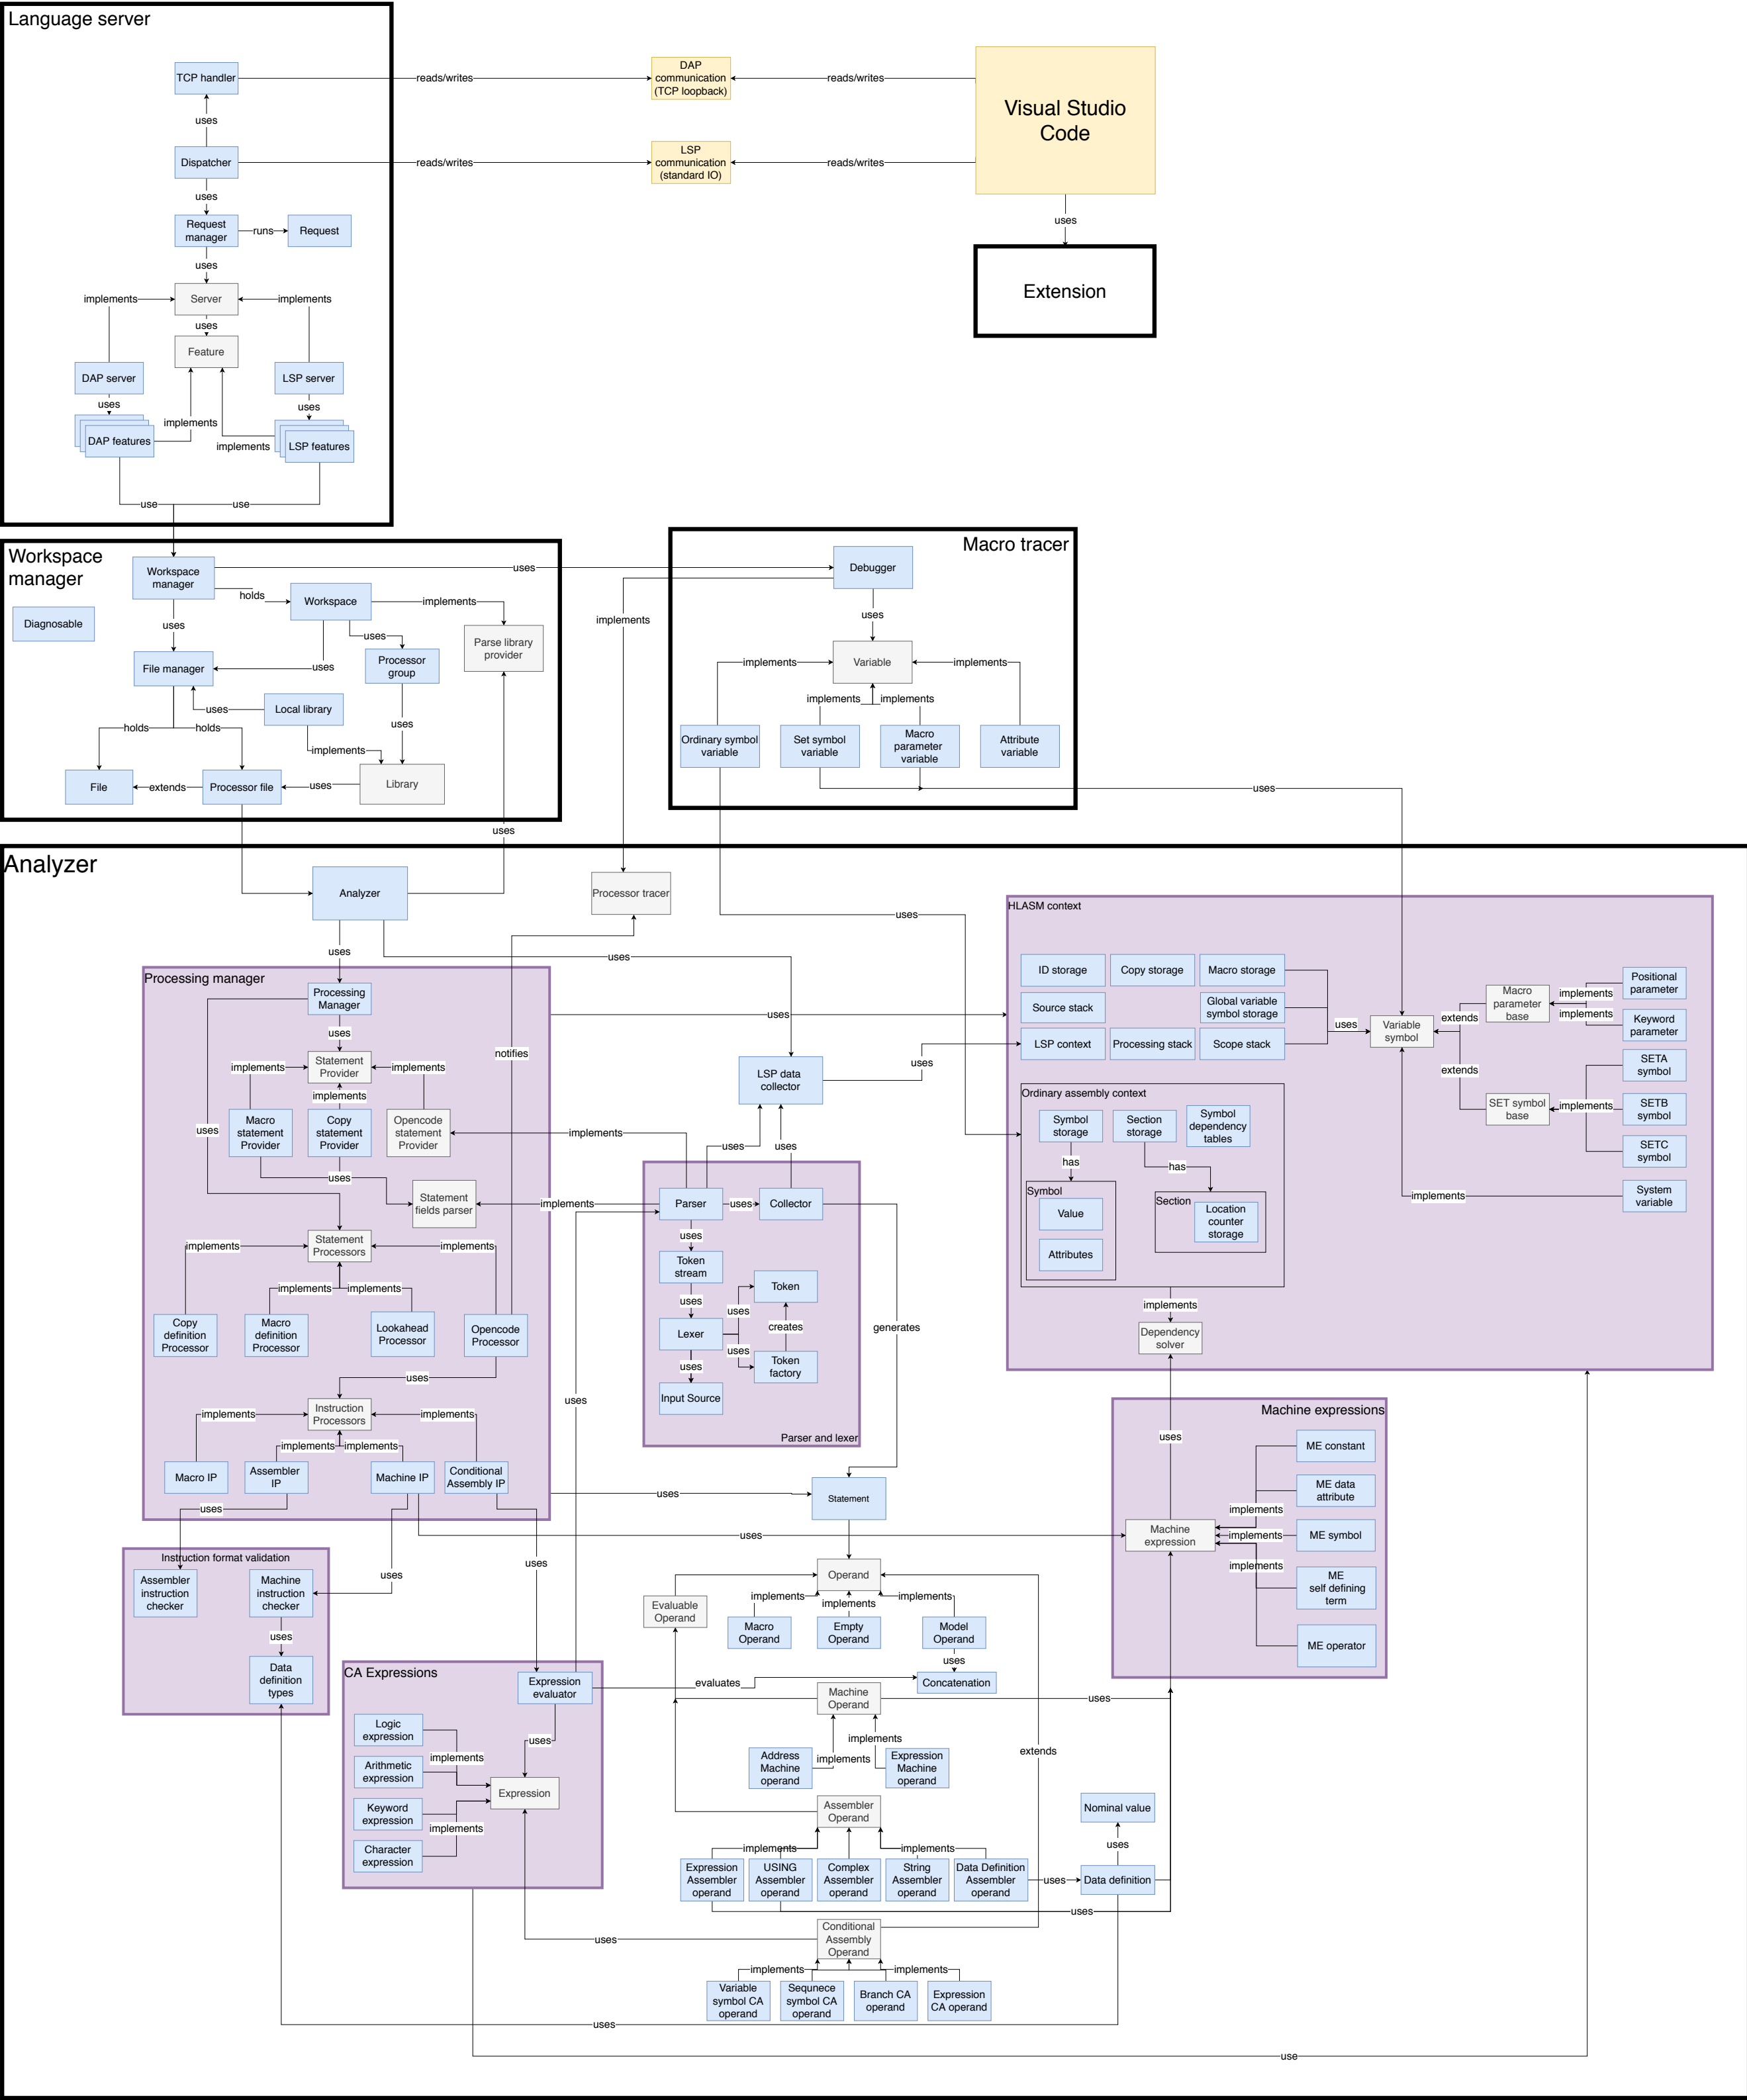 Language server
TCP handler
reads/writes
DAP
communication
(TCP loopback)
reads/writes
Visual Studio
Code
uses
Dispatcher
reads/writes
LSP
communication
(standard IO)
reads/writes
uses
uses
Request
manager
runs
Request
Extension
uses
implements
Server
implements
uses
Feature
DAP server
LSP server
uses
uses
implements
DAP features
implements
LSP features
use
use
Workspace
manager
Workspace
manager
uses
holds
Workspace
implements
Diagnosable
uses
uses
Parse library
provider
File manager
uses
Processor
group
uses
Local library
holds
holds
uses
implements
File
extends
Processor file
uses
Library
uses
Macro tracer
Debugger
implements
uses
implements
Variable
implements
implements
implements
Ordinary symbol
variable
Set symbol
variable
Macro
parameter
variable
Attribute
variable
uses
Analyzer
Analyzer
Processor tracer
uses
uses
uses
Processing manager
Processing
Manager
uses
uses
notifies
Statement
Provider
implements
implements
implements
uses
Macro
statement
Provider
Copy
statement
Provider
Opencode
statement
Provider
implements
uses
Statement
fields parser
implements
Statement
Processors
implements
implements
implements
implements
Copy
definition
Processor
Macro
definition
Processor
Lookahead
Processor
Opencode
Processor
uses
Instruction
Processors
implements
implements
implements
implements
Macro IP
Assembler
IP
Machine IP
Conditional
Assembly IP
uses
uses
uses
uses
uses
LSP data
collector
uses
uses
uses
Parser
uses
Collector
uses
Token
stream
uses
Token
uses
Lexer
creates
uses
Token
factory
uses
Input Source
Parser and lexer
generates
uses
HLASM context
ID storage
Copy storage
Macro storage
Source stack
Global variable
symbol storage
LSP context
Processing stack
Scope stack
uses
Variable
symbol
extends
Macro
parameter
base
implements
implements
Positional
parameter
Keyword
parameter
extends
SET symbol
base
implements
SETA
symbol
SETB
symbol
SETC
symbol
implements
System
variable
Ordinary assembly context
Symbol
storage
Section
storage
Symbol
dependency
tables
has
has
Symbol
Value
Attributes
Section
Location
counter
storage
implements
Dependency
solver
uses
Machine expressions
ME constant
ME data
attribute
implements
Machine
expression
implements
ME symbol
implements
ME
self defining
term
ME operator
Instruction format validation
Assembler
instruction
checker
Machine
instruction
checker
uses
Data
definition
types
CA Expressions
Expression
evaluator
Logic
expression
uses
implements
Arithmetic
expression
Expression
Keyword
expression
implements
Character
expression
Statement
Operand
Evaluable
Operand
implements
implements
implements
Macro
Operand
Empty
Operand
Model
Operand
uses
evaluates
Concatenation
Machine
Operand
uses
implements
implements
extends
Address
Machine
operand
Expression
Machine
operand
Assembler
Operand
Nominal value
uses
implements
implements
Expression
Assembler
operand
USING
Assembler
operand
Complex
Assembler
operand
String
Assembler
operand
Data Definition
Assembler
operand
uses
Data definition
uses
Conditional
Assembly
Operand
uses
implements
implements
Variable
symbol CA
operand
Sequnece
symbol CA
operand
Branch CA
operand
Expression
CA operand
uses
use